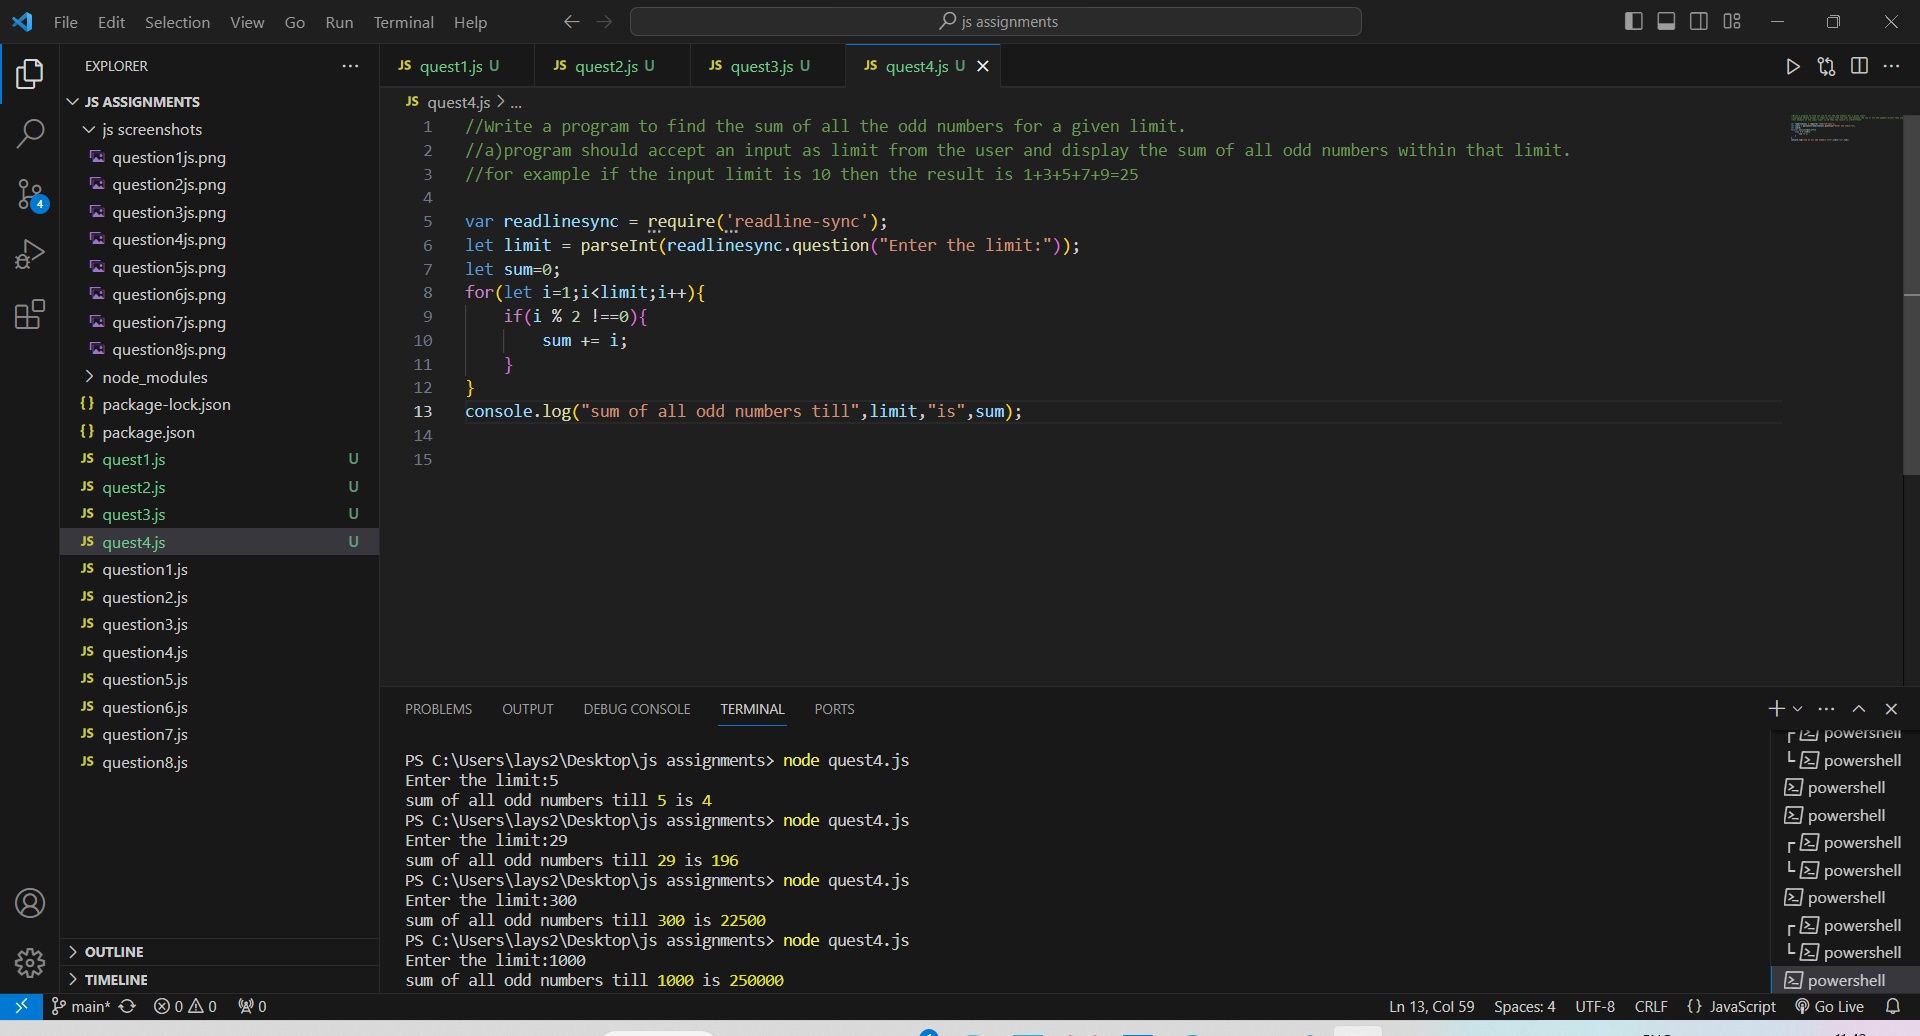 File Edit Selection View Go Run Terminal Help
js assignments
EXPLORER
JS ASSIGNMENTS
js screenshots
question1js.png
question2js.png
question3js.png
question4js.png
question5js.png
question6js.png
question7js.png
question8js.png
node_modules
{} package-lock.json
{} package.json
JS quest1.js U
JS quest2.js U
JS quest3.js U
JS quest4.js U
JS question1.js
JS question2.js
JS question3.js
JS question4.js
JS question5.js
JS question6.js
JS question7.js
JS question8.js
OUTLINE
TIMELINE
4
JS quest1.js U JS quest2.js U JS quest3.js U JS quest4.js U
JS quest4.js > ...
1 //Write a program to find the sum of all the odd numbers for a given limit.
2 //a)program should accept an input as limit from the user and display the sum of all odd numbers within that limit.
3 //for example if the input limit is 10 then the result is 1+3+5+7+9=25
4
5 var readlinesync = require('readline-sync');
6 let limit = parseInt(readlinesync.question("Enter the limit:"));
7 let sum=0;
8 for(let i=1;i<limit;i++){
9 if(i % 2 !==0){
10 sum += i;
11 }
12 }
13 console.log("sum of all odd numbers till",limit,"is",sum);
14
15
PROBLEMS OUTPUT DEBUG CONSOLE TERMINAL PORTS
PS C:\Users\lays2\Desktop\js assignments> node quest4.js
Enter the limit:5
sum of all odd numbers till 5 is 4
PS C:\Users\lays2\Desktop\js assignments> node quest4.js
Enter the limit:29
sum of all odd numbers till 29 is 196
PS C:\Users\lays2\Desktop\js assignments> node quest4.js
Enter the limit:300
sum of all odd numbers till 300 is 22500
PS C:\Users\lays2\Desktop\js assignments> node quest4.js
Enter the limit:1000
sum of all odd numbers till 1000 is 250000
powershell
powershell
powershell
powershell
powershell
powershell
powershell
powershell
powershell
powershell
main* 0 0 0
Ln 13, Col 59 Spaces: 4 UTF-8 CRLF {} JavaScript Go Live